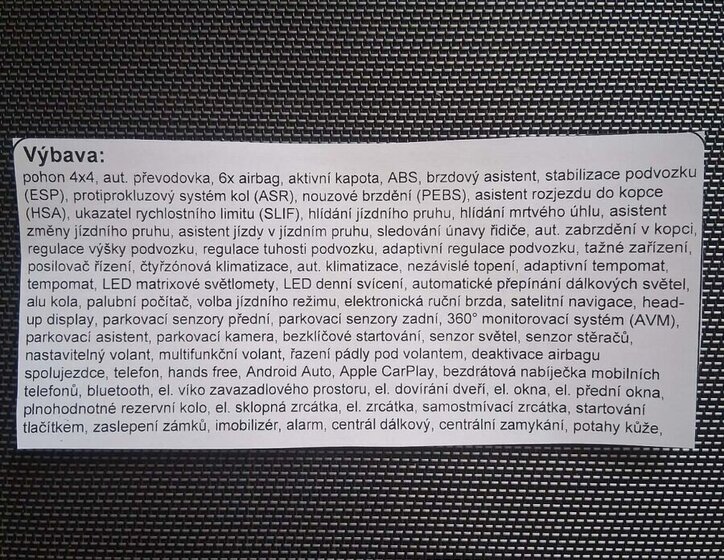 Výbava:
pohon 4x4, aut. převodovka, 6x airbag, aktivní kapota, ABS, brzdový asistent, stabilizace podvozku
(ESP), protiprokluzový systém kol (ASR), nouzové brzdění (PEBS), asistent rozjezdu do kopce
(HSA), ukazatel rychlostního limitu (SLIF), hlídání jízdního pruhu, hlídání mrtvého úhlu, asistent
změny jízdního pruhu, asistent jízdy v jízdním pruhu, sledování únavy řidiče, aut. zabrzdění v kopci,
regulace výšky podvozku, regulace tuhosti podvozku, adaptivní regulace podvozku, tažné zařízení,
posilovač řízení, čtyřzónová klimatizace, aut. klimatizace, nezávislé topení, adaptivní tempomat,
tempomat, LED matrixové světlomety, LED denní svícení, automatické přepínání dálkových světel,
alu kola, palubní počítač, volba jízdního režimu, elektronická ruční brzda, satelitní navigace, head-
up display, parkovací senzory přední, parkovací senzory zadní, 360° monitorovací systém (AVM),
parkovací asistent, parkovací kamera, bezklíčové startování, senzor světel, senzor stěračů,
nastavitelný volant, multifunkční volant, řazení pádly pod volantem, deaktivace airbagu
spolujezdce, telefon, hands free, Android Auto, Apple CarPlay, bezdrátová nabíječka mobilních
telefonů, bluetooth, el. víko zavazadlového prostoru, el. dovírání dveří, el. okna, el. přední okna,
plnohodnotné rezervní kolo, el. sklopná zrcátka, el. zrcátka, samostmívací zrcátka, startování
tlačítkem, zaslepení zámků, imobilizér, alarm, centrál dálkový, centrální zamykání, potahy kůže,